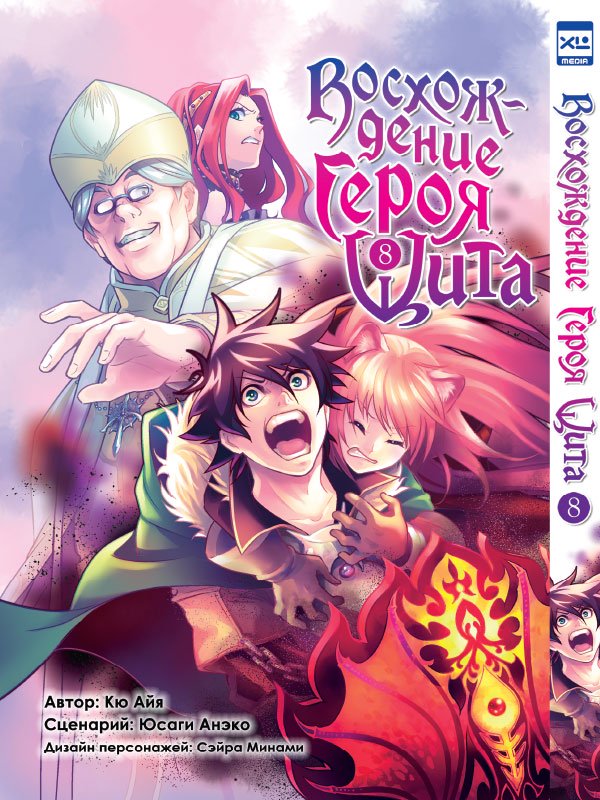 Восхож-
дение
Героя
8
Щита
Автор: Кю Айя
Сценарий: Юсаги Анэко
Дизайн персонажей: Сэйра Минами
XL
MEDIA
Восхождение Героя Щита
8